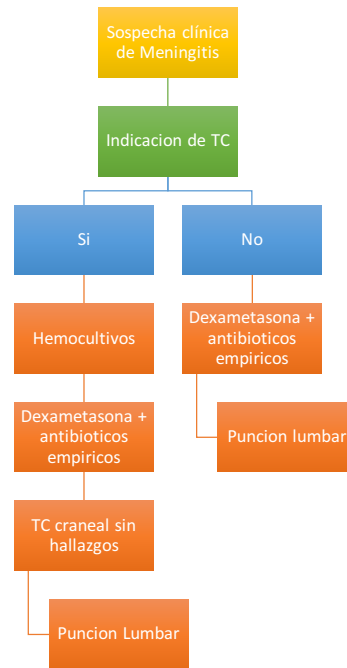 Sospecha clínica
de Meningitis
Indicacion de TC
Si
No
Hemocultivos
Dexametasona +
antibioticos
empiricos
Dexametasona +
antibioticos
empiricos
Puncion lumbar
TC craneal sin
hallazgos
Puncion Lumbar